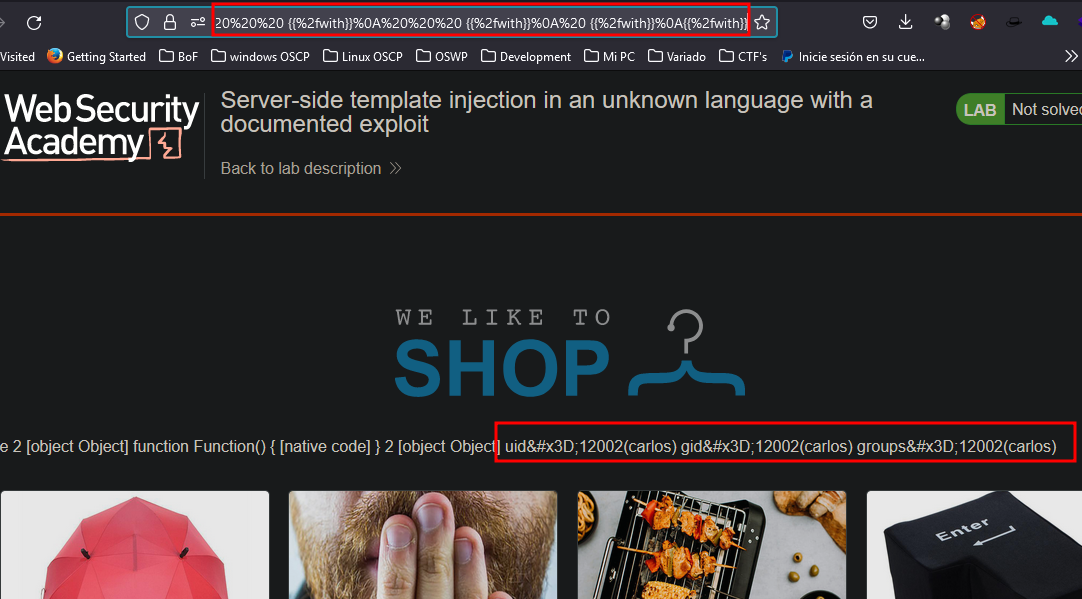 20%20%20 {{%2fwith}}%0A%20%20%20 {{%2fwith}}%0A%20 {{%2fwith}}%0A{{%2fwith}}
Visited Getting Started BoF windows OSCP Linux OSCP OSWP Development Mi PC Variado CTF's Inicie sesión en su cue...
Web Security
Academy
Server-side template injection in an unknown language with a
documented exploit
Back to lab description
LAB Not solved
WE LIKE TO
SHOP
e 2 [object Object] function Function() { [native code] } 2 [object Object] uid&#x3D;12002(carlos) gid&#x3D;12002(carlos) groups&#x3D;12002(carlos)
Enter